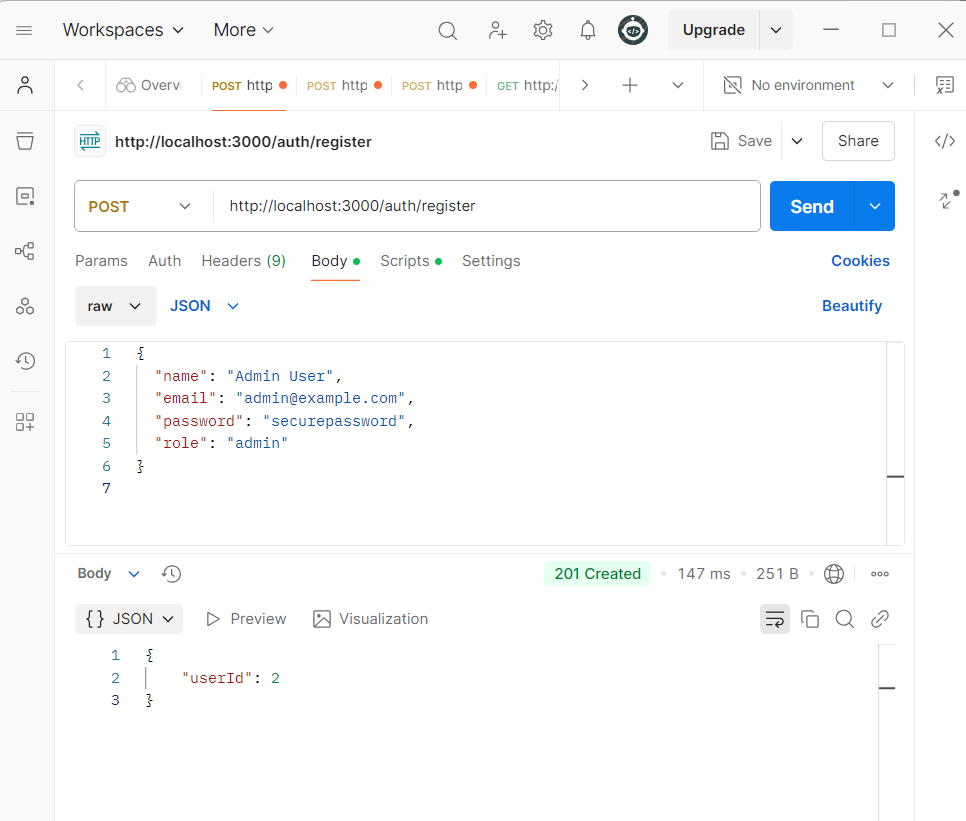 Workspaces More Upgrade
Overvi POST http POST http POST http GET http:/ No environment
HTTP http://localhost:3000/auth/register Save Share
POST http://localhost:3000/auth/register Send
Params Auth Headers (9) Body Scripts Settings Cookies
raw JSON Beautify
1 {
2 "name": "Admin User",
3 "email": "admin@example.com",
4 "password": "securepassword",
5 "role": "admin"
6 }
7
Body 201 Created 147 ms 251 B
{} JSON Preview Visualization
1 {
2 "userId": 2
3 }